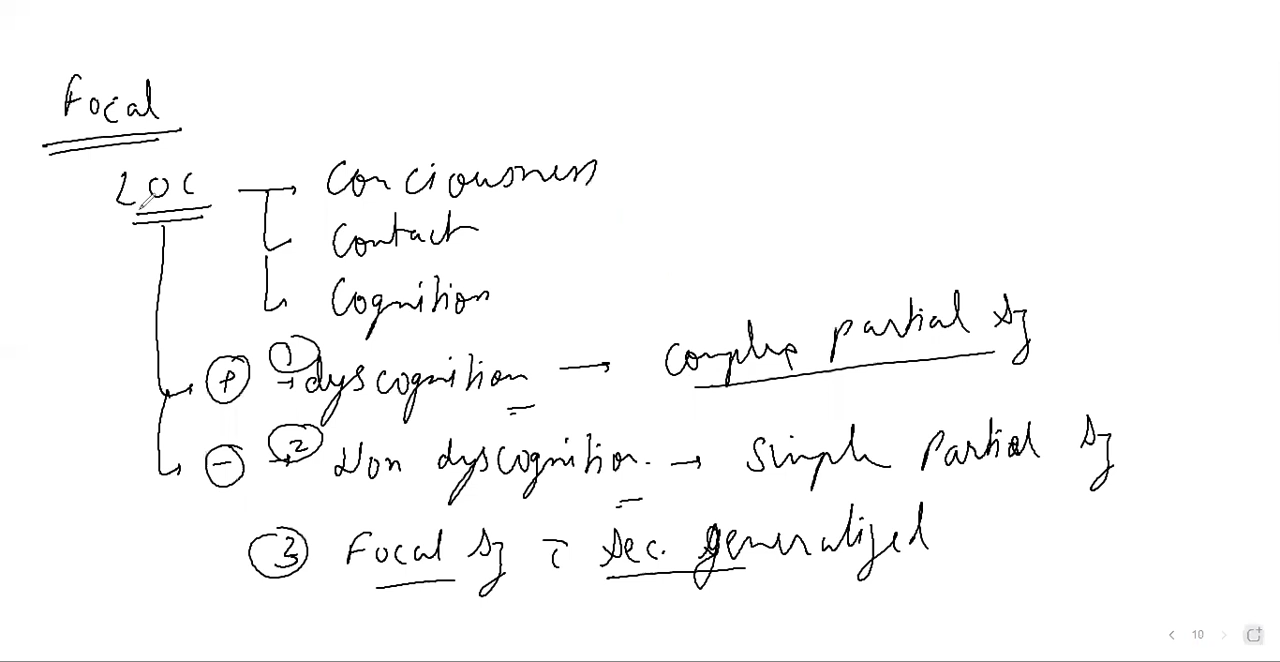 Focal
LOC → Conciousness
Contact
Cognition
+ 1 → dyscognition → complex partial Sz
- 2 → Non dyscognition. → Simple Partial Sz
3 Focal Sz c̄ Sec. generalized
10